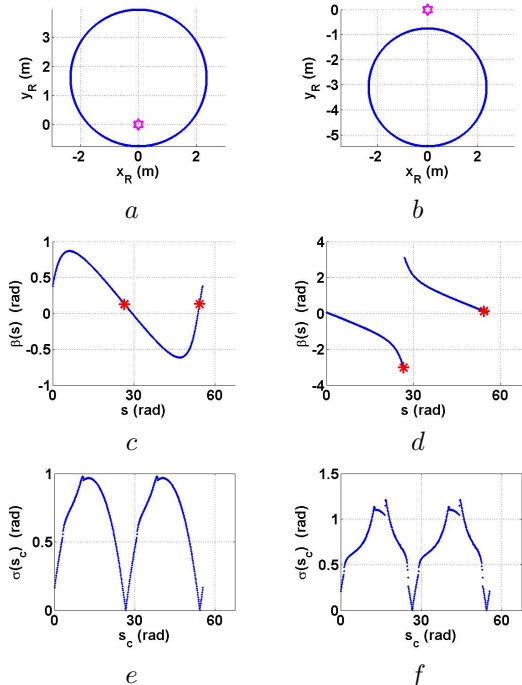 3
2
1
0
y_R (m)
-2 0 2
x_R (m)
a
0
-1
-2
-3
-4
-5
y_R (m)
-2 0 2
x_R (m)
b
1
0.5
0
-0.5
-1
β(s) (rad)
0 30 60
s (rad)
c
4
2
0
-2
-4
β(s) (rad)
0 30 60
s (rad)
d
1
0.5
0
σ(s_c) (rad)
0 30 60
s_c (rad)
e
1.5
1
0.5
0
σ(s_c) (rad)
0 30 60
s_c (rad)
f